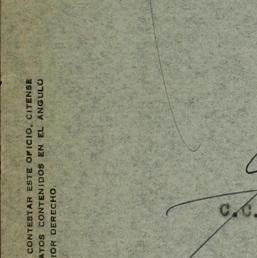 CONTESTAR ESTE OFICIO, CITENSE
ATOS CONTENIDOS EN EL ANGULO
IOR DERECHO.
C.C.